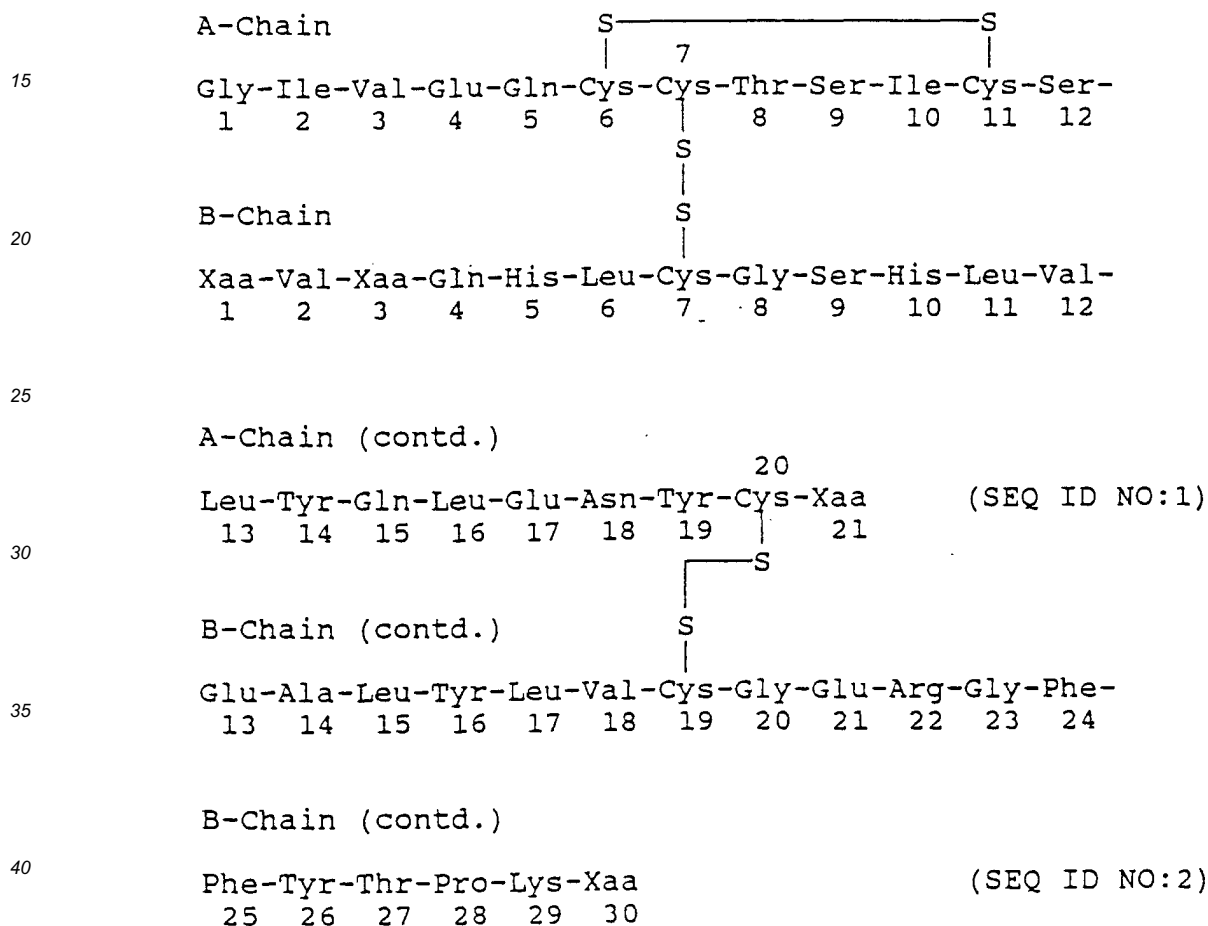 A-Chain
S S
7
15
Gly-Ile-Val-Glu-Gln-Cys-Cys-Thr-Ser-Ile-Cys-Ser-
1 2 3 4 5 6 8 9 10 11 12
S
B-Chain
S
20
Xaa-Val-Xaa-Gln-His-Leu-Cys-Gly-Ser-His-Leu-Val-
1 2 3 4 5 6 7 8 9 10 11 12
25
A-Chain (contd.)
20
Leu-Tyr-Gln-Leu-Glu-Asn-Tyr-Cys-Xaa (SEQ ID NO:1)
13 14 15 16 17 18 19 21
30
S
B-Chain (contd.)
S
Glu-Ala-Leu-Tyr-Leu-Val-Cys-Gly-Glu-Arg-Gly-Phe-
35
13 14 15 16 17 18 19 20 21 22 23 24
B-Chain (contd.)
40
Phe-Tyr-Thr-Pro-Lys-Xaa (SEQ ID NO:2)
25 26 27 28 29 30